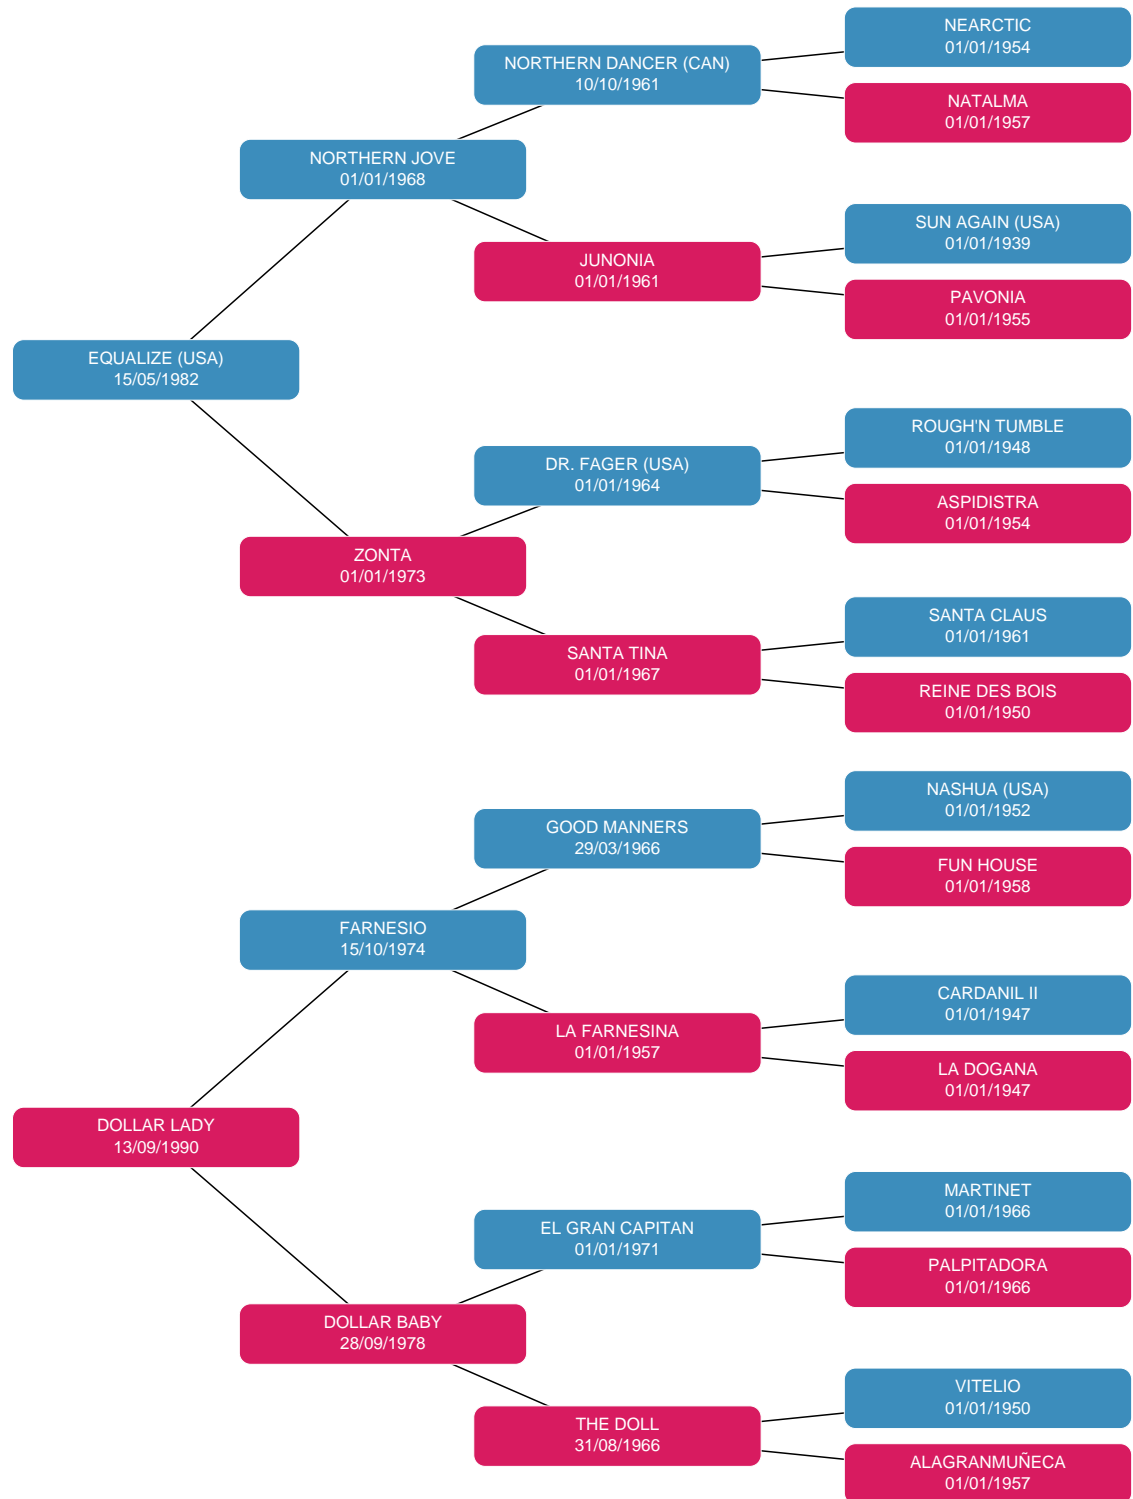 NEARCTIC
01/01/1954
NORTHERN DANCER (CAN)
10/10/1961
NATALMA
01/01/1957
NORTHERN JOVE
01/01/1968
SUN AGAIN (USA)
01/01/1939
JUNONIA
01/01/1961
PAVONIA
01/01/1955
EQUALIZE (USA)
15/05/1982
ROUGH'N TUMBLE
01/01/1948
DR. FAGER (USA)
01/01/1964
ASPIDISTRA
01/01/1954
ZONTA
01/01/1973
SANTA CLAUS
01/01/1961
SANTA TINA
01/01/1967
REINE DES BOIS
01/01/1950
NASHUA (USA)
01/01/1952
GOOD MANNERS
29/03/1966
FUN HOUSE
01/01/1958
FARNESIO
15/10/1974
CARDANIL II
01/01/1947
LA FARNESINA
01/01/1957
LA DOGANA
01/01/1947
DOLLAR LADY
13/09/1990
MARTINET
01/01/1966
EL GRAN CAPITAN
01/01/1971
PALPITADORA
01/01/1966
DOLLAR BABY
28/09/1978
VITELIO
01/01/1950
THE DOLL
31/08/1966
ALAGRANMUÑECA
01/01/1957